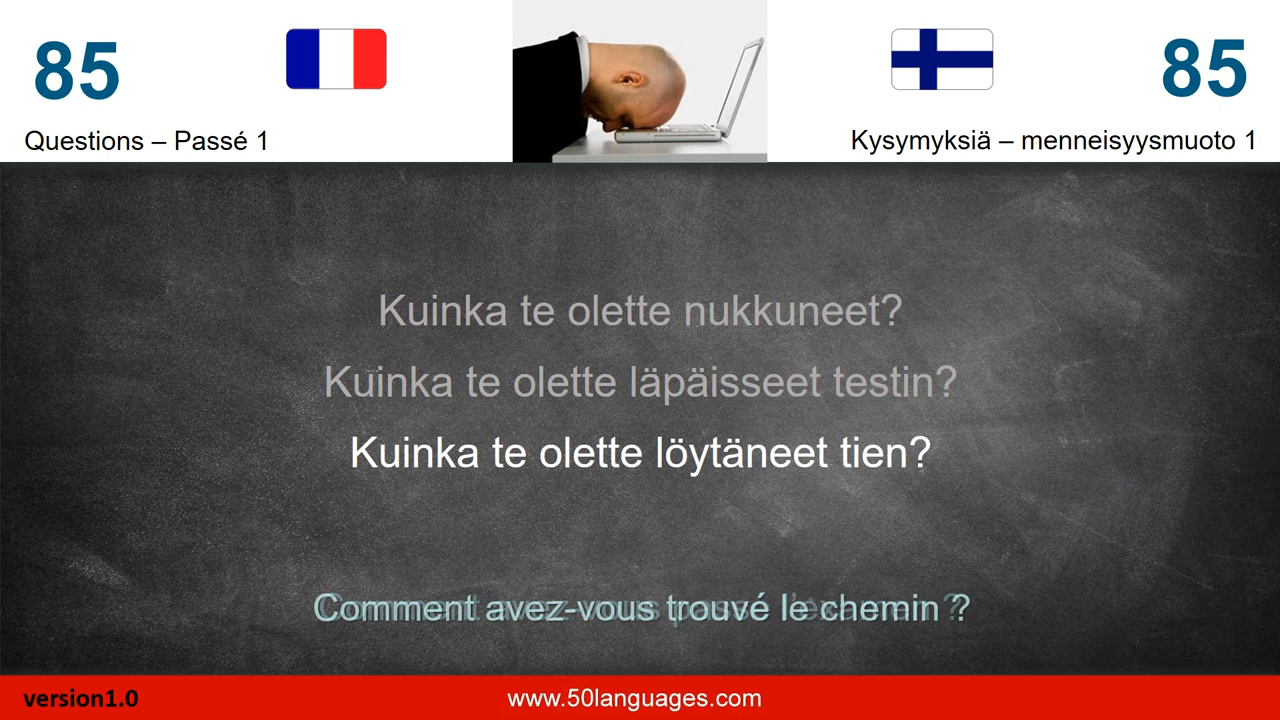 85
85
Questions – Passé 1
Kysymyksiä – menneisyysmuoto 1
Kuinka te olette nukkuneet?
Kuinka te olette läpäisseet testin?
Kuinka te olette löytäneet tien?
Comment avez-vous trouvé le chemin ?
version1.0
www.50languages.com